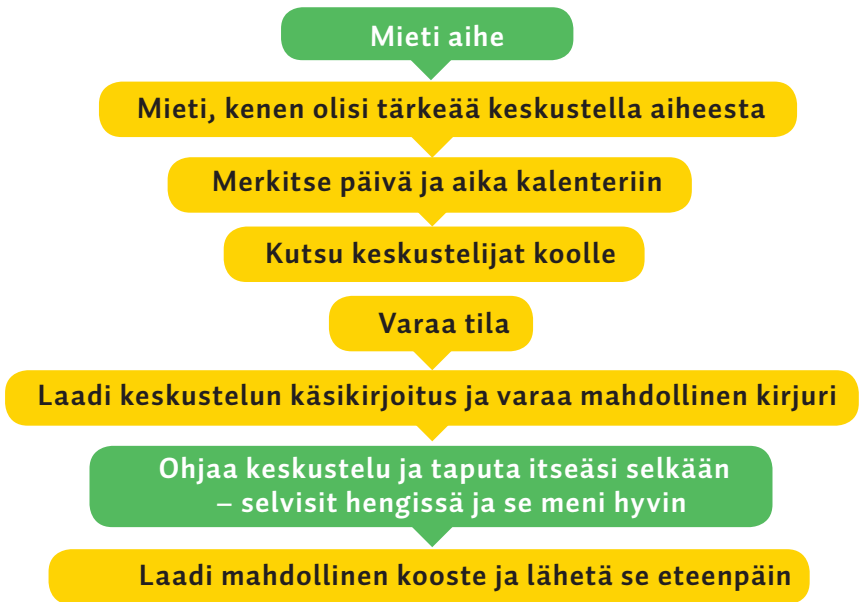 Mieti aihe
Mieti, kenen olisi tärkeää keskustella aiheesta
Merkitse päivä ja aika kalenteriin
Kutsu keskustelijat koolle
Varaa tila
Laadi keskustelun käsikirjoitus ja varaa mahdollinen kirjuri
Ohjaa keskustelu ja taputa itseäsi selkään
– selvisit hengissä ja se meni hyvin
Laadi mahdollinen kooste ja lähetä se eteenpäin